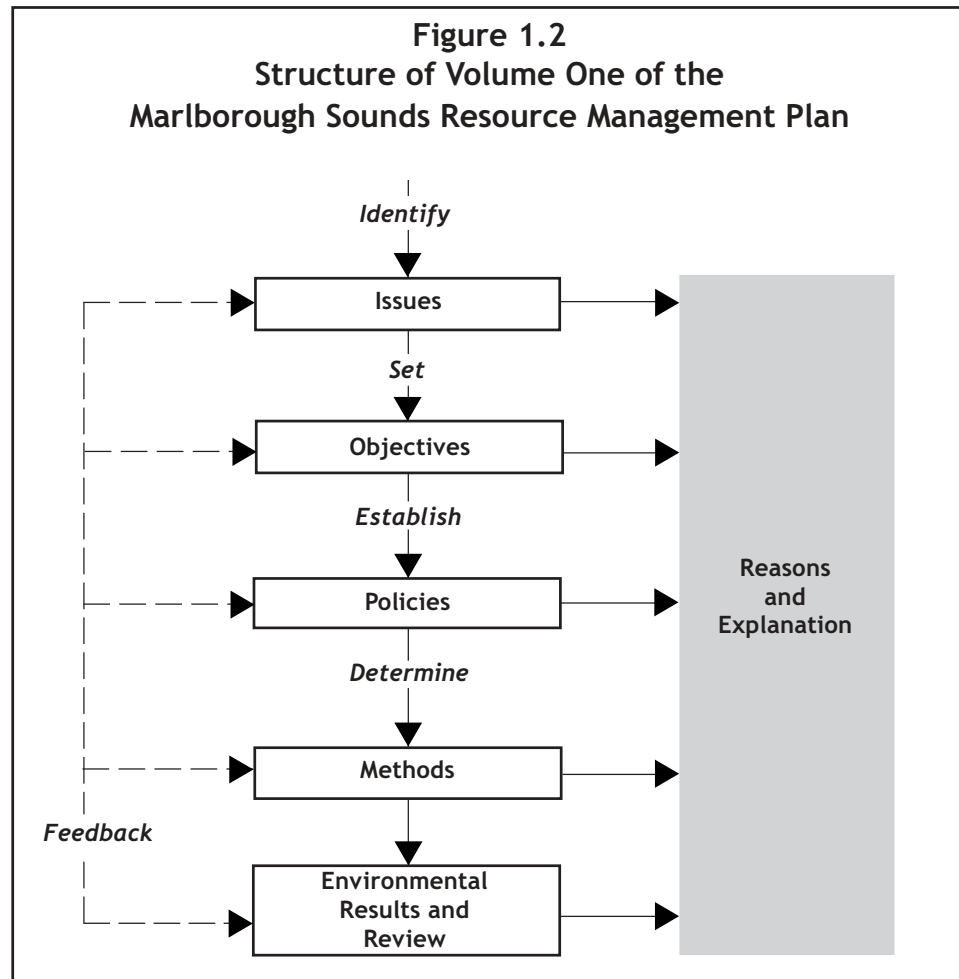 Figure 1.2
Structure of Volume One of the
Marlborough Sounds Resource Management Plan
Identify
Issues
Set
Objectives
Establish
Policies
Determine
Methods
Feedback
Environmental
Results and
Review
Reasons
and
Explanation